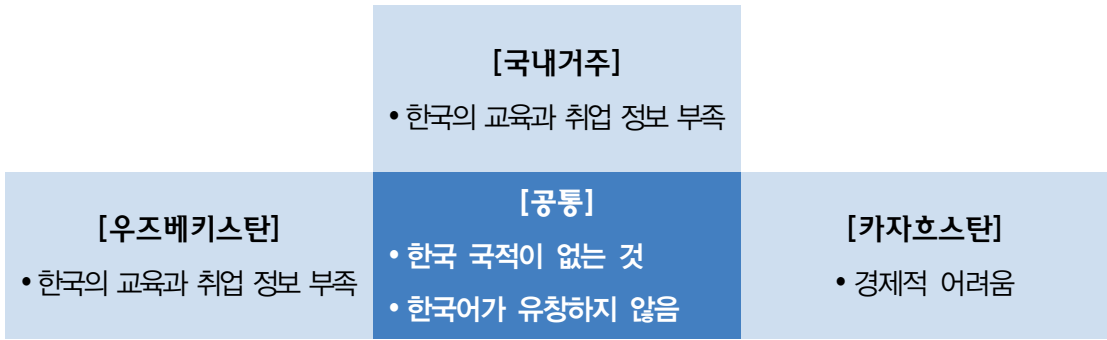 [국내거주]
• 한국의 교육과 취업 정보 부족
[우즈베키스탄]
• 한국의 교육과 취업 정보 부족
[공통]
• 한국 국적이 없는 것
• 한국어가 유창하지 않음
[카자흐스탄]
• 경제적 어려움